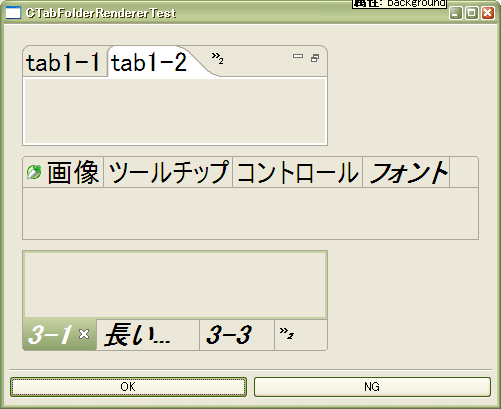 属性: background
CTabFolderRendererTest
tab1-1 tab1-2 »2
画像 ツールチップ コントロール フォント
3-1 長い... 3-3 »2
OK NG